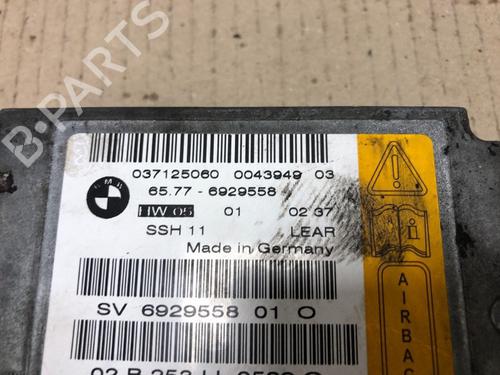 B-PARTS
BMW
037125060 0043949 03
65.77 - 6929558
HW 05 01 02 37
SSH 11 LEAR
Made in Germany
SV 6929558 01 O
i
AIRBAG